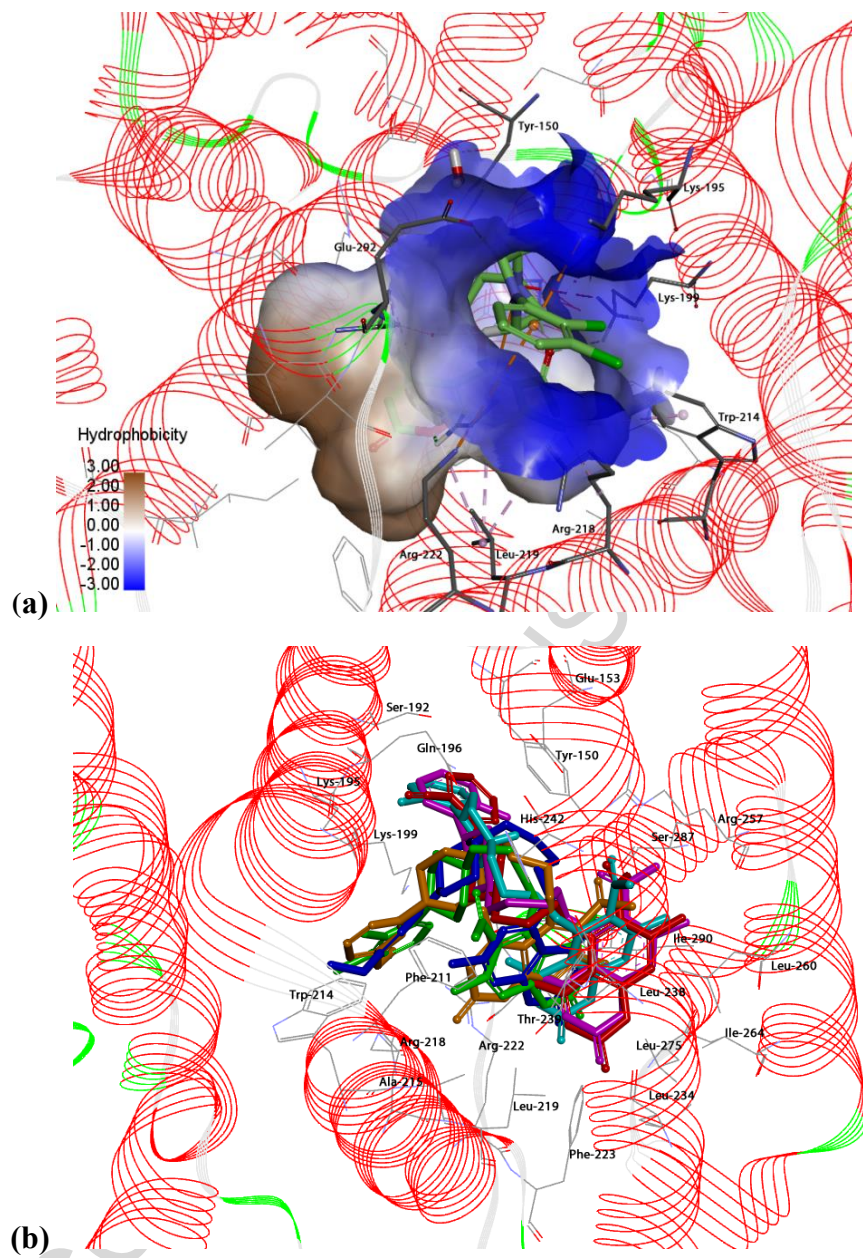 Tyr-150
Lys-195
Glu-292
Lys-199
Trp-214
Hydrophobicity
3.00
2.00
1.00
0.00
-1.00
-2.00
-3.00
Arg-218
Arg-222
Leu-219
(a)
Glu-153
Ser-192
Gln-196
Tyr-150
Lys-195
Arg-257
His-242
Lys-199
Ser-287
Ile-290
Leu-260
Phe-211
Leu-238
Trp-214
Thr-239
Arg-218
Arg-222
Leu-275
Ile-264
Ala-215
Leu-234
Leu-219
Phe-223
(b)